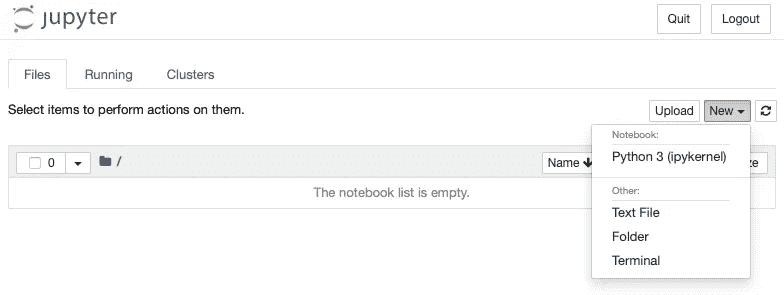 jupyter
Quit
Logout
Files
Running
Clusters
Select items to perform actions on them.
Upload
New
0
/
Name
The notebook list is empty.
Notebook:
Python 3 (ipykernel)
Other:
Text File
Folder
Terminal